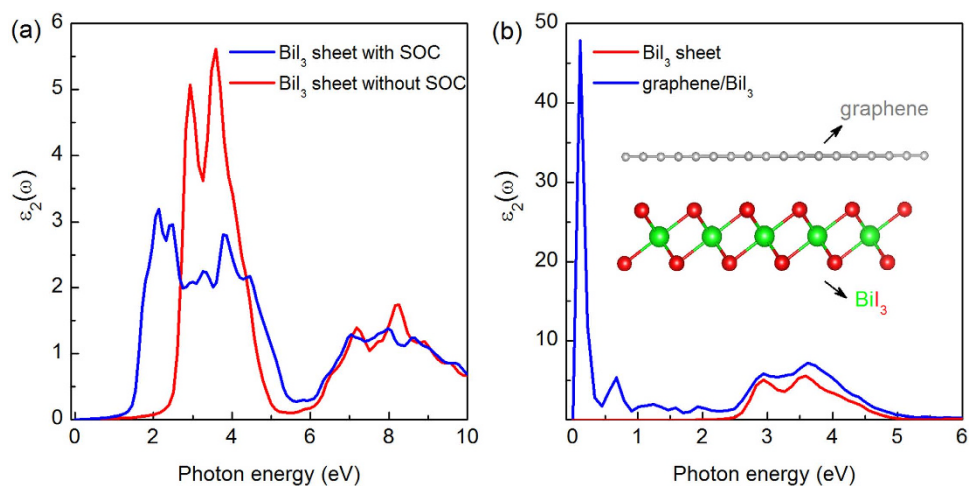 (a)
BiI₃ sheet with SOC
BiI₃ sheet without SOC
6
5
4
3
2
1
0
ε₂(ω)
0 2 4 6 8 10
Photon energy (eV)
(b)
BiI₃ sheet
graphene/BiI₃
graphene
BiI₃
50
40
30
20
10
0
ε₂(ω)
0 1 2 3 4 5 6
Photon energy (eV)